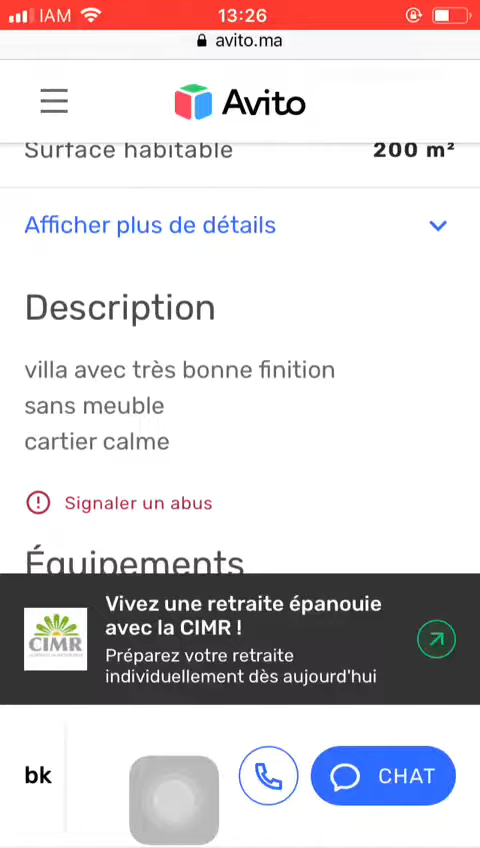 IAM 13:26
avito.ma
Avito
Surface habitable 200 m²
Afficher plus de détails
Description
villa avec très bonne finition
sans meuble
cartier calme
Signaler un abus
Équipements
Vivez une retraite épanouie
avec la CIMR !
Préparez votre retraite
individuellement dès aujourd'hui
CIMR
bk CHAT